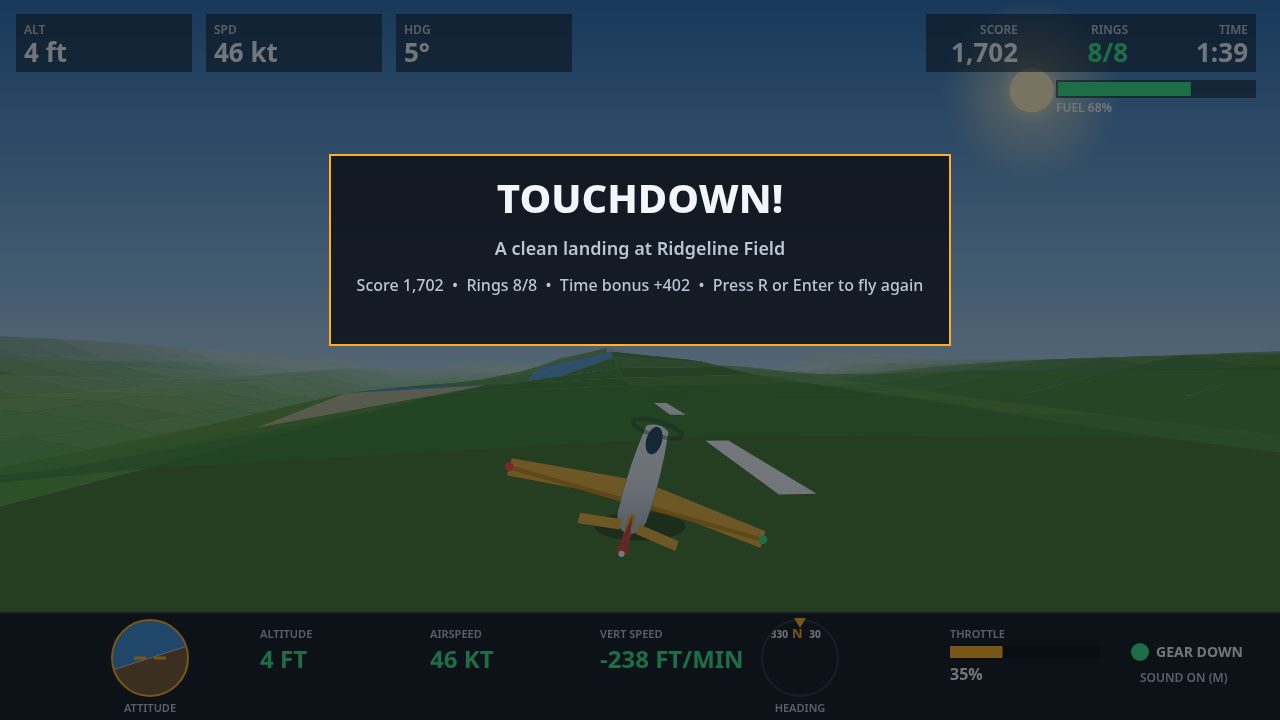 ALT
4 ft
SPD
46 kt
HDG
5°
SCORE
1,702
RINGS
8/8
TIME
1:39
FUEL 68%
TOUCHDOWN!
A clean landing at Ridgeline Field
Score 1,702 • Rings 8/8 • Time bonus +402 • Press R or Enter to fly again
ATTITUDE
ALTITUDE
4 FT
AIRSPEED
46 KT
VERT SPEED
-238 FT/MIN
330 N 30
HEADING
THROTTLE
35%
GEAR DOWN
SOUND ON (M)